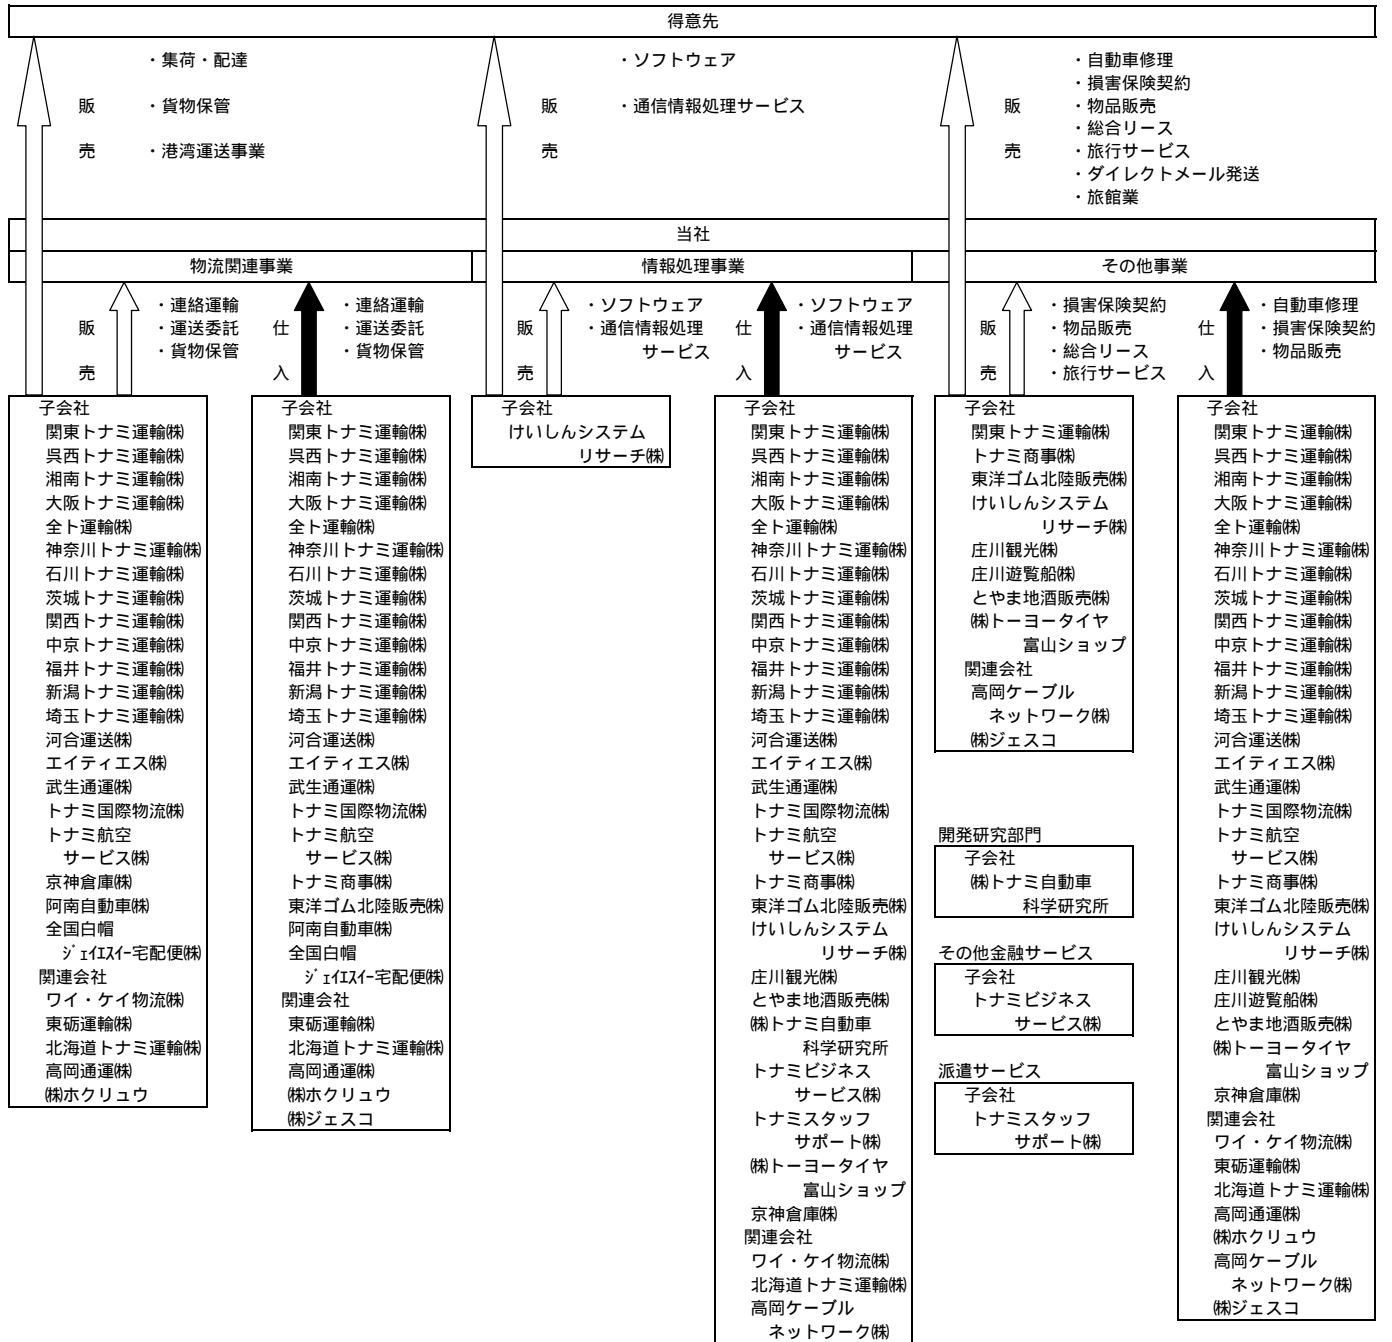 得意先
・集荷・配達
販 ・貨物保管
売 ・港湾運送事業
・ソフトウェア
販 ・通信情報処理サービス
売
・自動車修理
・損害保険契約
販 ・物品販売
・総合リース
売 ・旅行サービス
・ダイレクトメール発送
・旅館業
当社
物流関連事業
情報処理事業
その他事業
・連絡運輸
販 ・運送委託
・貨物保管
売
・連絡運輸
仕 ・運送委託
・貨物保管
入
・ソフトウェア
販 ・通信情報処理
サービス
売
・ソフトウェア
仕 ・通信情報処理
サービス
入
・損害保険契約
販 ・物品販売
・総合リース
売 ・旅行サービス
・自動車修理
仕 ・損害保険契約
・物品販売
入
子会社
関東トナミ運輸㈱
呉西トナミ運輸㈱
湘南トナミ運輸㈱
大阪トナミ運輸㈱
全ト運輸㈱
神奈川トナミ運輸㈱
石川トナミ運輸㈱
茨城トナミ運輸㈱
関西トナミ運輸㈱
中京トナミ運輸㈱
福井トナミ運輸㈱
新潟トナミ運輸㈱
埼玉トナミ運輸㈱
河合運送㈱
エイティエス㈱
武生通運㈱
トナミ国際物流㈱
トナミ航空
サービス㈱
京神倉庫㈱
阿南自動車㈱
全国白帽
ジェイエスイー宅配便㈱
関連会社
ワイ・ケイ物流㈱
東砺運輸㈱
北海道トナミ運輸㈱
高岡通運㈱
㈱ホクリュウ
子会社
関東トナミ運輸㈱
呉西トナミ運輸㈱
湘南トナミ運輸㈱
大阪トナミ運輸㈱
全ト運輸㈱
神奈川トナミ運輸㈱
石川トナミ運輸㈱
茨城トナミ運輸㈱
関西トナミ運輸㈱
中京トナミ運輸㈱
福井トナミ運輸㈱
新潟トナミ運輸㈱
埼玉トナミ運輸㈱
河合運送㈱
エイティエス㈱
武生通運㈱
トナミ国際物流㈱
トナミ航空
サービス㈱
トナミ商事㈱
東洋ゴム北陸販売㈱
阿南自動車㈱
全国白帽
ジェイエスイー宅配便㈱
関連会社
東砺運輸㈱
北海道トナミ運輸㈱
高岡通運㈱
㈱ホクリュウ
㈱ジェスコ
子会社
けいしんシステム
リサーチ㈱
子会社
関東トナミ運輸㈱
呉西トナミ運輸㈱
湘南トナミ運輸㈱
大阪トナミ運輸㈱
全ト運輸㈱
神奈川トナミ運輸㈱
石川トナミ運輸㈱
茨城トナミ運輸㈱
関西トナミ運輸㈱
中京トナミ運輸㈱
福井トナミ運輸㈱
新潟トナミ運輸㈱
埼玉トナミ運輸㈱
河合運送㈱
エイティエス㈱
武生通運㈱
トナミ国際物流㈱
トナミ航空
サービス㈱
トナミ商事㈱
東洋ゴム北陸販売㈱
けいしんシステム
リサーチ㈱
庄川観光㈱
とやま地酒販売㈱
㈱トナミ自動車
科学研究所
トナミビジネス
サービス㈱
トナミスタッフ
サポート㈱
㈱トーヨータイヤ
富山ショップ
京神倉庫㈱
関連会社
ワイ・ケイ物流㈱
北海道トナミ運輸㈱
高岡ケーブル
ネットワーク㈱
子会社
関東トナミ運輸㈱
トナミ商事㈱
東洋ゴム北陸販売㈱
けいしんシステム
リサーチ㈱
庄川観光㈱
庄川遊覧船㈱
とやま地酒販売㈱
㈱トーヨータイヤ
富山ショップ
関連会社
高岡ケーブル
ネットワーク㈱
㈱ジェスコ
開発研究部門
子会社
㈱トナミ自動車
科学研究所
その他金融サービス
子会社
トナミビジネス
サービス㈱
派遣サービス
子会社
トナミスタッフ
サポート㈱
子会社
関東トナミ運輸㈱
呉西トナミ運輸㈱
湘南トナミ運輸㈱
大阪トナミ運輸㈱
全ト運輸㈱
神奈川トナミ運輸㈱
石川トナミ運輸㈱
茨城トナミ運輸㈱
関西トナミ運輸㈱
中京トナミ運輸㈱
福井トナミ運輸㈱
新潟トナミ運輸㈱
埼玉トナミ運輸㈱
河合運送㈱
エイティエス㈱
武生通運㈱
トナミ国際物流㈱
トナミ航空
サービス㈱
トナミ商事㈱
東洋ゴム北陸販売㈱
けいしんシステム
リサーチ㈱
庄川観光㈱
庄川遊覧船㈱
とやま地酒販売㈱
㈱トーヨータイヤ
富山ショップ
京神倉庫㈱
関連会社
ワイ・ケイ物流㈱
東砺運輸㈱
北海道トナミ運輸㈱
高岡通運㈱
㈱ホクリュウ
高岡ケーブル
ネットワーク㈱
㈱ジェスコ